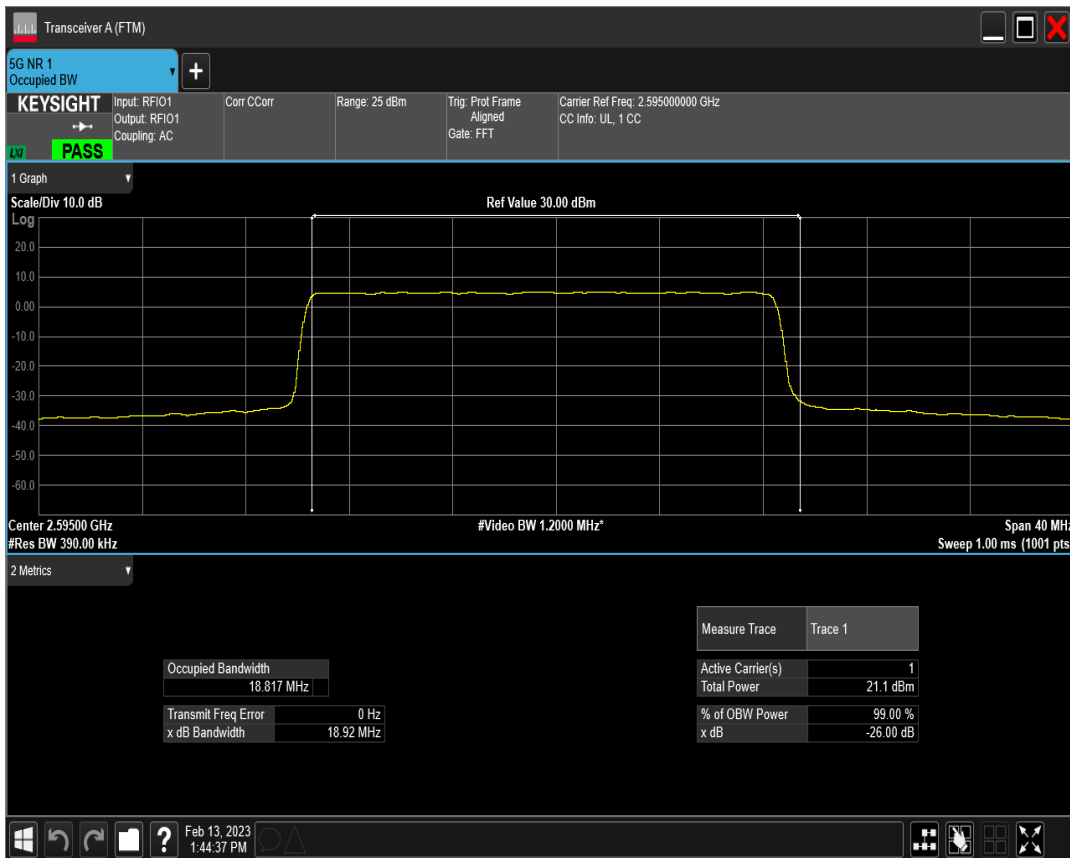 Transceiver A (FTM)
5G NR 1
Occupied BW
+
KEYSIGHT
LXI
PASS
Input: RFIO1
Output: RFIO1
Coupling: AC
Corr CCorr
Range: 25 dBm
Trig: Prot Frame
Aligned
Gate: FFT
Carrier Ref Freq: 2.595000000 GHz
CC Info: UL, 1 CC
1 Graph
Scale/Div 10.0 dB
Ref Value 30.00 dBm
Log
20.0
10.0
0.00
-10.0
-20.0
-30.0
-40.0
-50.0
-60.0
Center 2.59500 GHz
#Video BW 1.2000 MHz*
Span 40 MHz
#Res BW 390.00 kHz
Sweep 1.00 ms (1001 pts
2 Metrics
Measure Trace
Trace 1
Occupied Bandwidth
18.817 MHz
Active Carrier(s) 1
Total Power 21.1 dBm
Transmit Freq Error 0 Hz
x dB Bandwidth 18.92 MHz
% of OBW Power 99.00 %
x dB -26.00 dB
?
Feb 13, 2023
1:44:37 PM